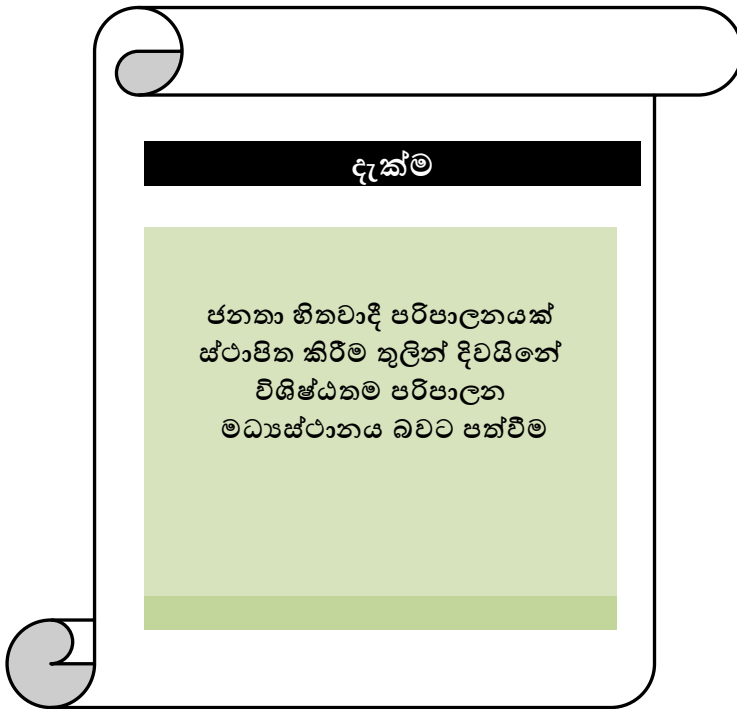 දැක්ම
ජනතා හිතවාදී පරිපාලනයක්
ස්ථාපිත කිරීම තුලින් දිවයිනේ
විශිෂ්ඨතම පරිපාලන
මධ්‍යස්ථානය බවට පත්වීම